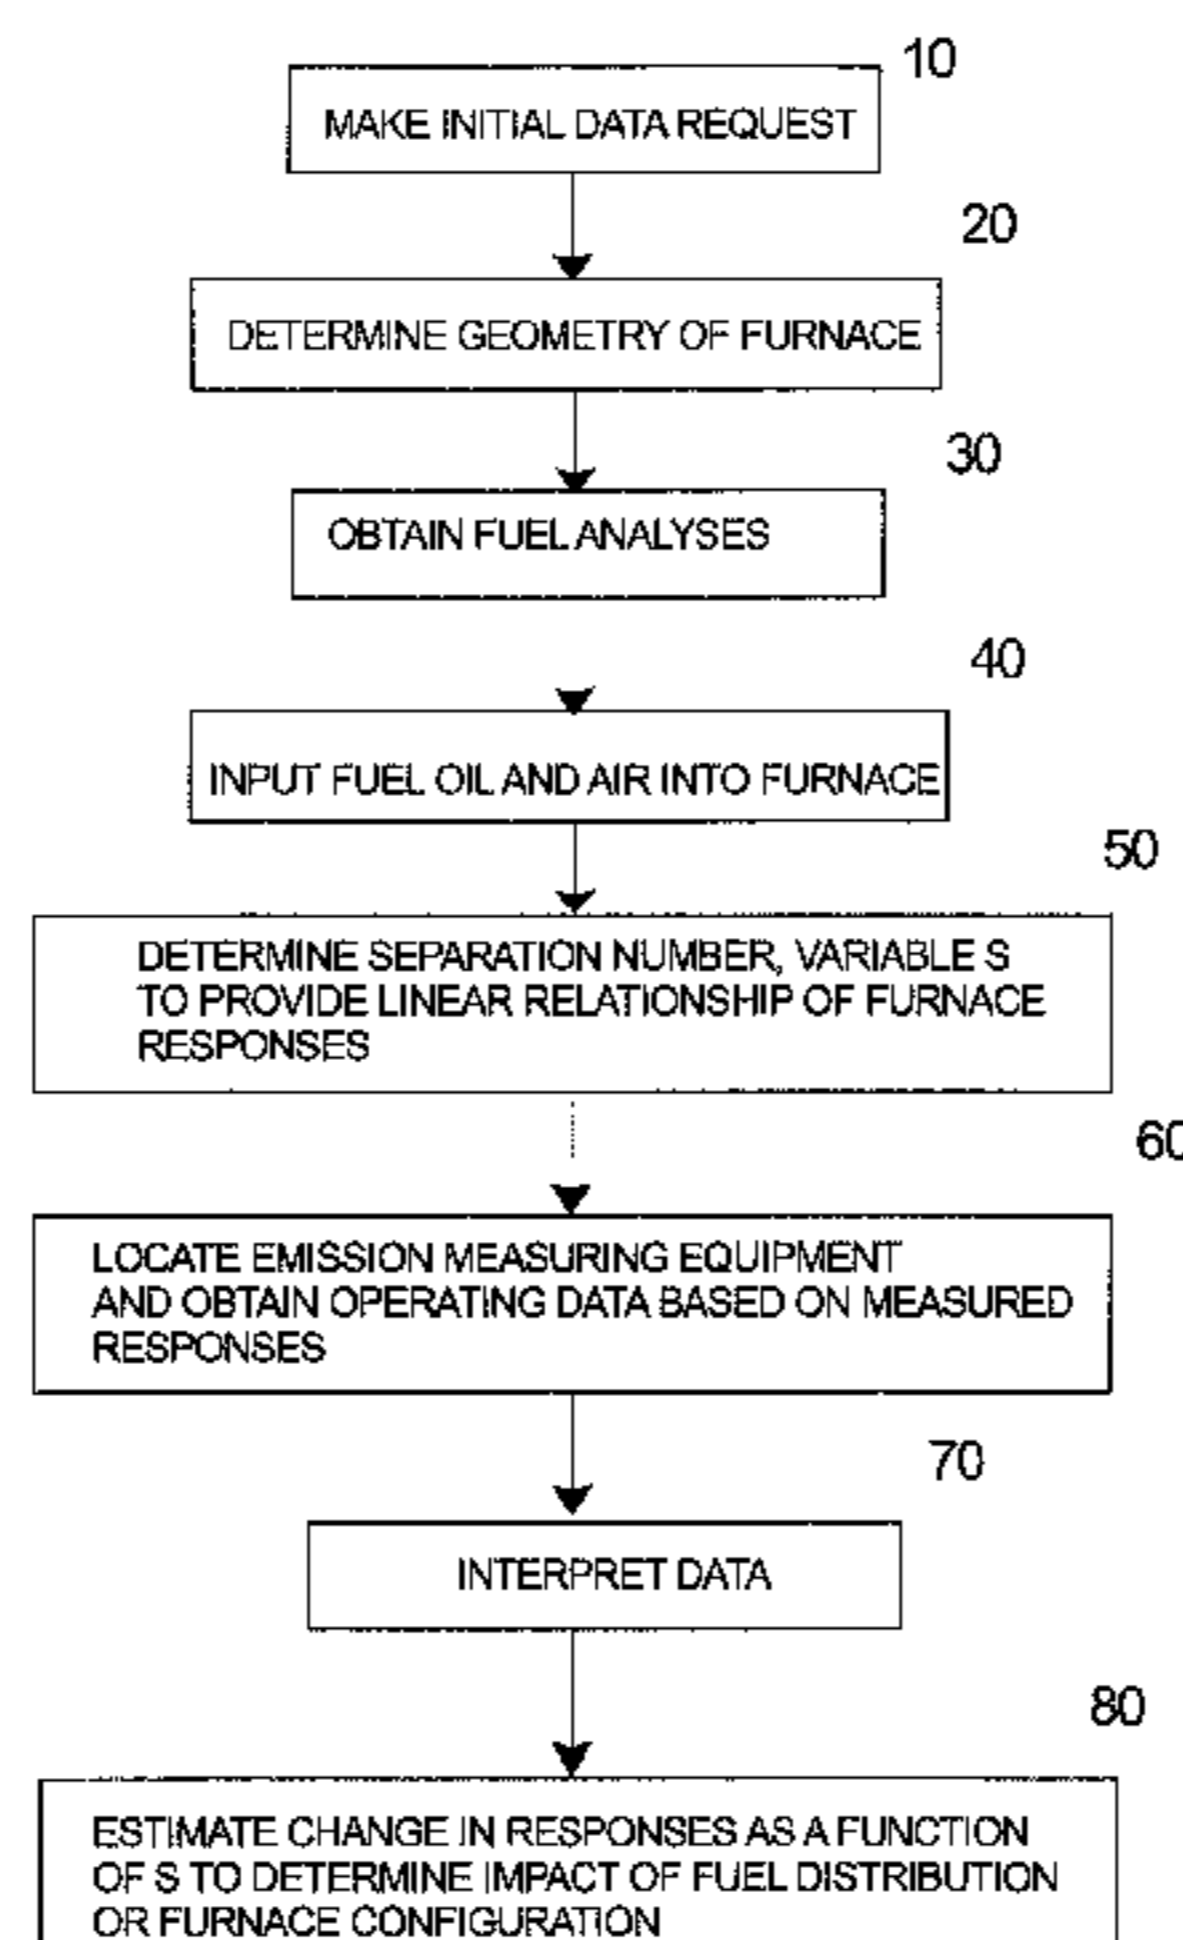 10
MAKE INITIAL DATA REQUEST
20
DETERMINE GEOMETRY OF FURNACE
30
OBTAIN FUEL ANALYSES
40
INPUT FUEL OIL AND AIR INTO FURNACE
50
DETERMINE SEPARATION NUMBER, VARIABLE S
TO PROVIDE LINEAR RELATIONSHIP OF FURNACE
RESPONSES
60
LOCATE EMISSION MEASURING EQUIPMENT
AND OBTAIN OPERATING DATA BASED ON MEASURED
RESPONSES
70
INTERPRET DATA
80
ESTIMATE CHANGE IN RESPONSES AS A FUNCTION
OF S TO DETERMINE IMPACT OF FUEL DISTRIBUTION
OR FURNACE CONFIGURATION